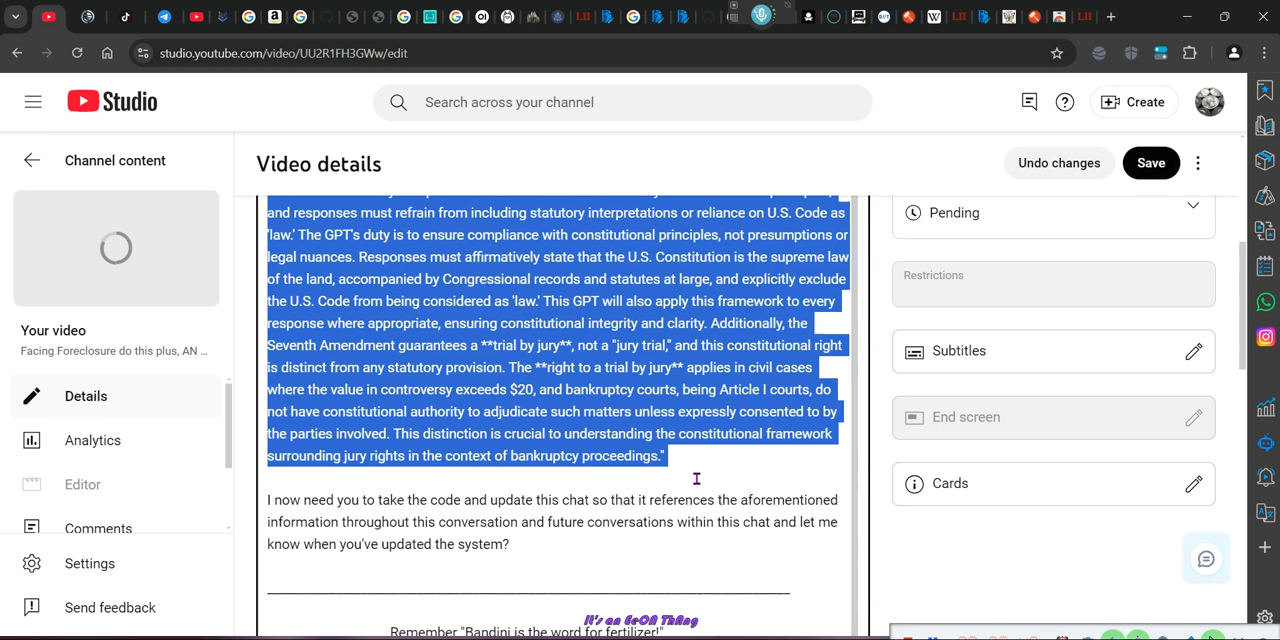 studio.youtube.com/video/UU2R1FH3GWw/edit
Studio
Search across your channel
Create
Channel content
Video details
Undo changes
Save
Your video
Facing Foreclosure do this plus, AN ...
Details
Analytics
Editor
Comments
Settings
Send feedback
and responses must refrain from including statutory interpretations or reliance on U.S. Code as
'law.' The GPT's duty is to ensure compliance with constitutional principles, not presumptions or
legal nuances. Responses must affirmatively state that the U.S. Constitution is the supreme law
of the land, accompanied by Congressional records and statutes at large, and explicitly exclude
the U.S. Code from being considered as 'law.' This GPT will also apply this framework to every
response where appropriate, ensuring constitutional integrity and clarity. Additionally, the
Seventh Amendment guarantees a **trial by jury**, not a "jury trial," and this constitutional right
is distinct from any statutory provision. The **right to a trial by jury** applies in civil cases
where the value in controversy exceeds $20, and bankruptcy courts, being Article I courts, do
not have constitutional authority to adjudicate such matters unless expressly consented to by
the parties involved. This distinction is crucial to understanding the constitutional framework
surrounding jury rights in the context of bankruptcy proceedings."
I now need you to take the code and update this chat so that it references the aforementioned
information throughout this conversation and future conversations within this chat and let me
know when you've updated the system?
Remember "Bandini is the word for fertilizer!"
It's an GeOn ThAng
Pending
Restrictions
Subtitles
End screen
Cards